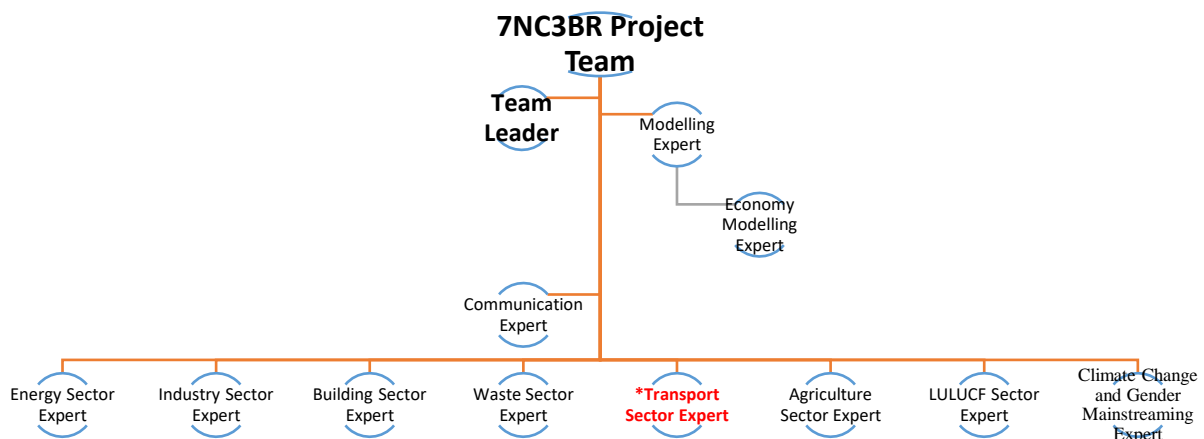 7NC3BR Project
Team
Team
Leader
Modelling
Expert
Economy
Modelling
Expert
Communication
Expert
Energy Sector
Expert
Industry Sector
Expert
Building Sector
Expert
Waste Sector
Expert
*Transport
Sector Expert
Agriculture
Sector Expert
LULUCF Sector
Expert
Climate Change
and Gender
Mainstreaming
Expert